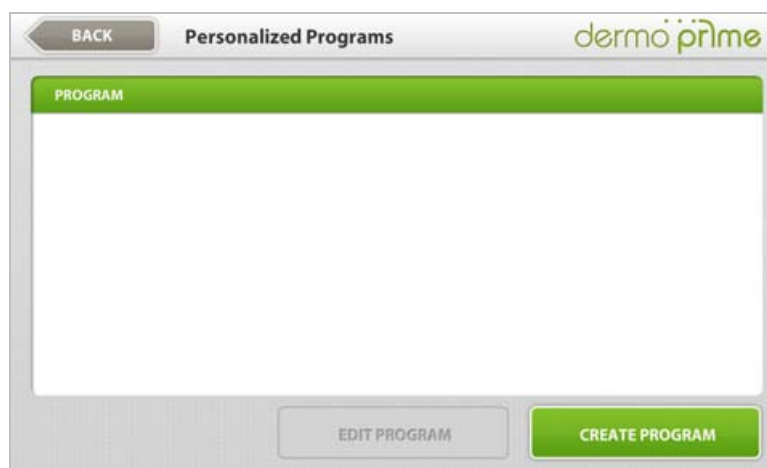 BACK
Personalized Programs
dermo prime
PROGRAM
EDIT PROGRAM
CREATE PROGRAM